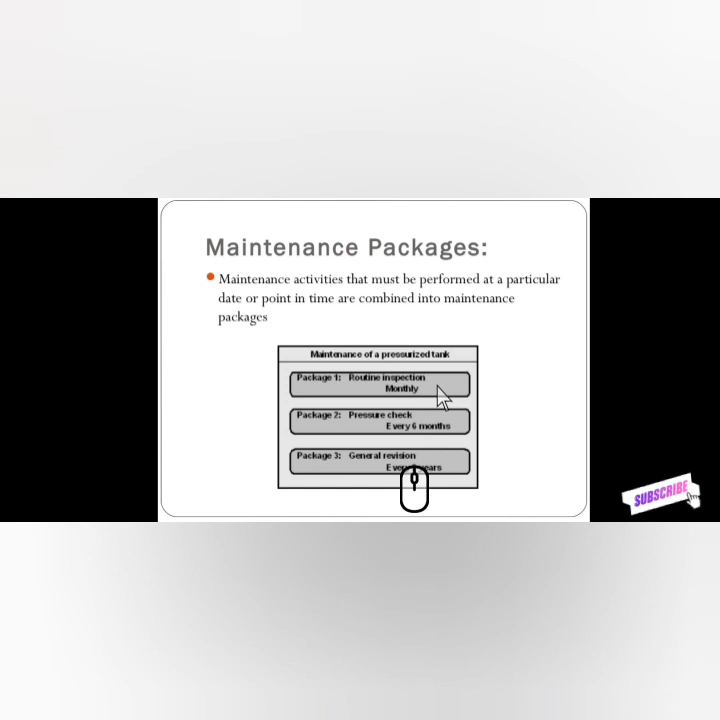 Maintenance Packages:
Maintenance activities that must be performed at a particular
date or point in time are combined into maintenance
packages
Maintenance of a pressurized tank
Package 1: Routine inspection
Monthly
Package 2: Pressure check
Every 6 months
Package 3: General revision
Every years
SUBSCRIBE